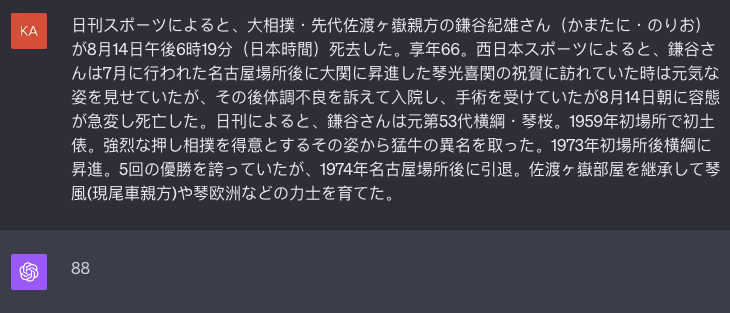 KA
日刊スポーツによると、大相撲・先代佐渡ヶ嶽親方の鎌谷紀雄さん（かまたに・のりお）
が8月14日午後6時19分（日本時間）死去した。享年66。西日本スポーツによると、鎌谷さ
んは7月に行われた名古屋場所後に大関に昇進した琴光喜関の祝賀に訪れていた時は元気な
姿を見せていたが、その後体調不良を訴えて入院し、手術を受けていたが8月14日朝に容態
が急変し死亡した。日刊によると、鎌谷さんは元第53代横綱・琴桜。1959年初場所で初土
俵。強烈な押し相撲を得意とするその姿から猛牛の異名を取った。1973年初場所後横綱に
昇進。5回の優勝を誇っていたが、1974年名古屋場所後に引退。佐渡ヶ嶽部屋を継承して琴
風(現尾車親方)や琴欧洲などの力士を育てた。
88